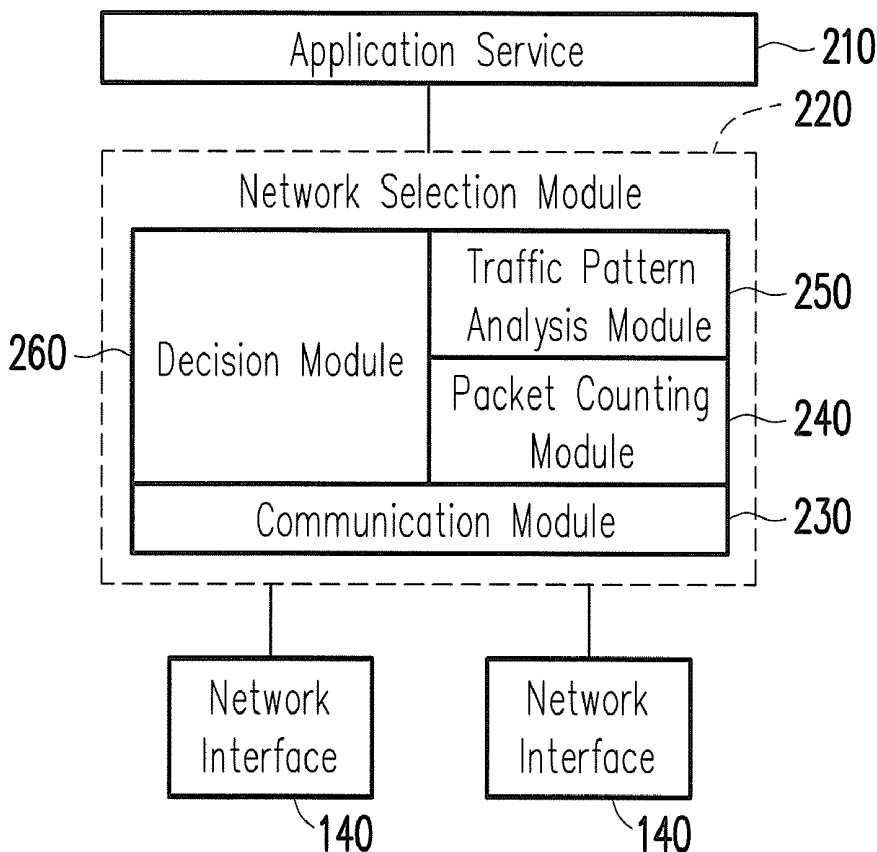 Application Service
210
220
Network Selection Module
Traffic Pattern
Analysis Module
250
260
Decision Module
Packet Counting
Module
240
Communication Module
230
Network
Interface
140
Network
Interface
140